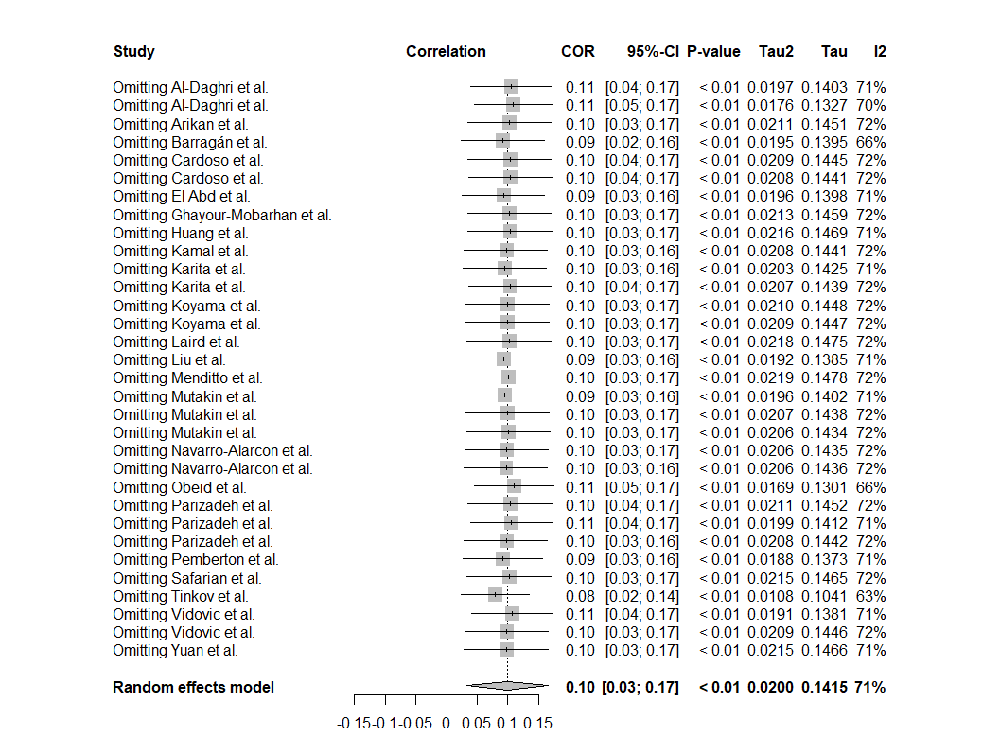 Study Correlation COR 95%-CI P-value Tau2 Tau I2
Omitting Al-Daghri et al. 0.11 [0.04; 0.17] < 0.01 0.0197 0.1403 71%
Omitting Al-Daghri et al. 0.11 [0.05; 0.17] < 0.01 0.0176 0.1327 70%
Omitting Arikan et al. 0.10 [0.03; 0.17] < 0.01 0.0211 0.1451 72%
Omitting Barragán et al. 0.09 [0.02; 0.16] < 0.01 0.0195 0.1395 66%
Omitting Cardoso et al. 0.10 [0.04; 0.17] < 0.01 0.0209 0.1445 72%
Omitting Cardoso et al. 0.10 [0.04; 0.17] < 0.01 0.0208 0.1441 72%
Omitting El Abd et al. 0.09 [0.03; 0.16] < 0.01 0.0196 0.1398 71%
Omitting Ghayour-Mobarhan et al. 0.10 [0.03; 0.17] < 0.01 0.0213 0.1459 72%
Omitting Huang et al. 0.10 [0.03; 0.17] < 0.01 0.0216 0.1469 71%
Omitting Kamal et al. 0.10 [0.03; 0.16] < 0.01 0.0208 0.1441 72%
Omitting Karita et al. 0.10 [0.03; 0.16] < 0.01 0.0203 0.1425 71%
Omitting Karita et al. 0.10 [0.04; 0.17] < 0.01 0.0207 0.1439 72%
Omitting Koyama et al. 0.10 [0.03; 0.17] < 0.01 0.0210 0.1448 72%
Omitting Koyama et al. 0.10 [0.03; 0.17] < 0.01 0.0209 0.1447 72%
Omitting Laird et al. 0.10 [0.03; 0.17] < 0.01 0.0218 0.1475 72%
Omitting Liu et al. 0.09 [0.03; 0.16] < 0.01 0.0192 0.1385 71%
Omitting Menditto et al. 0.10 [0.03; 0.17] < 0.01 0.0219 0.1478 72%
Omitting Mutakin et al. 0.09 [0.03; 0.16] < 0.01 0.0196 0.1402 71%
Omitting Mutakin et al. 0.10 [0.03; 0.17] < 0.01 0.0207 0.1438 72%
Omitting Mutakin et al. 0.10 [0.03; 0.17] < 0.01 0.0206 0.1434 72%
Omitting Navarro-Alarcon et al. 0.10 [0.03; 0.17] < 0.01 0.0206 0.1435 72%
Omitting Navarro-Alarcon et al. 0.10 [0.03; 0.16] < 0.01 0.0206 0.1436 72%
Omitting Obeid et al. 0.11 [0.05; 0.17] < 0.01 0.0169 0.1301 66%
Omitting Parizadeh et al. 0.10 [0.04; 0.17] < 0.01 0.0211 0.1452 72%
Omitting Parizadeh et al. 0.11 [0.04; 0.17] < 0.01 0.0199 0.1412 71%
Omitting Parizadeh et al. 0.10 [0.03; 0.16] < 0.01 0.0208 0.1442 72%
Omitting Pemberton et al. 0.09 [0.03; 0.16] < 0.01 0.0188 0.1373 71%
Omitting Safarian et al. 0.10 [0.03; 0.17] < 0.01 0.0215 0.1465 72%
Omitting Tinkov et al. 0.08 [0.02; 0.14] < 0.01 0.0108 0.1041 63%
Omitting Vidovic et al. 0.11 [0.04; 0.17] < 0.01 0.0191 0.1381 71%
Omitting Vidovic et al. 0.10 [0.03; 0.17] < 0.01 0.0209 0.1446 72%
Omitting Yuan et al. 0.10 [0.03; 0.17] < 0.01 0.0215 0.1466 71%
Random effects model 0.10 [0.03; 0.17] < 0.01 0.0200 0.1415 71%
-0.15 -0.1 -0.05 0 0.05 0.1 0.15